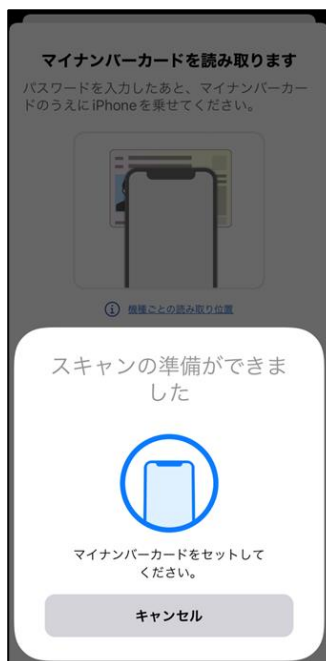 マイナンバーカードを読み取ります
パスワードを入力したあと、マイナンバーカー
ドのうえにiPhoneを乗せてください。
機種ごとの読み取り位置
スキャンの準備ができま
した
マイナンバーカードをセットして
ください。
キャンセル